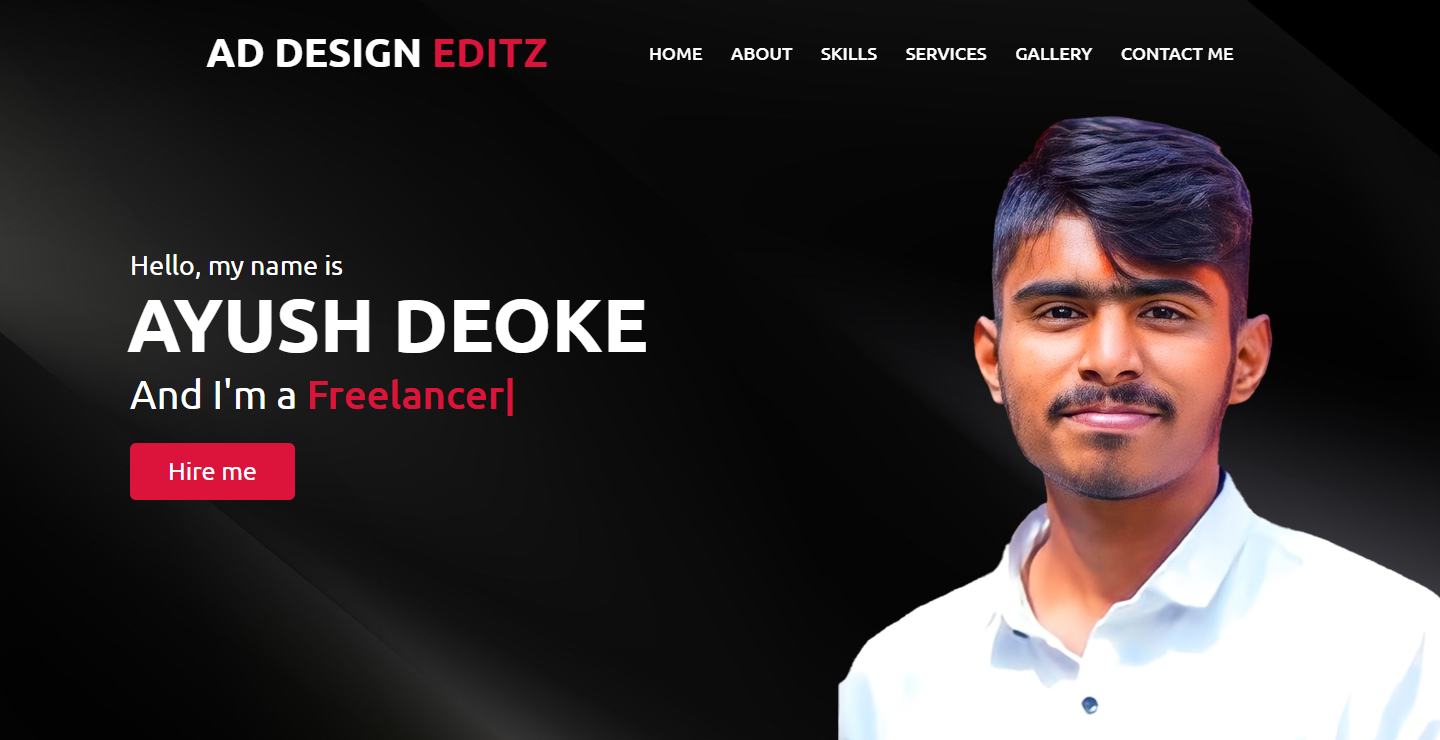 AD DESIGN EDITZ
HOME ABOUT SKILLS SERVICES GALLERY CONTACT ME
Hello, my name is
AYUSH DEOKE
And I'm a Freelancer|
Hire me